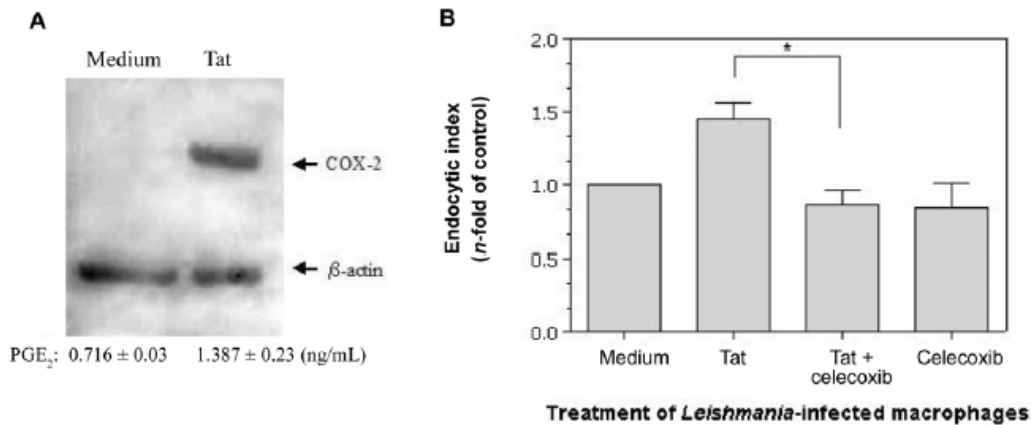 A
Medium Tat
COX-2
β-actin
PGE₂: 0.716 ± 0.03 1.387 ± 0.23 (ng/mL)
B
Endocytic index
(n-fold of control)
2.0
1.5
1.0
0.5
0.0
*
Medium Tat Tat + celecoxib Celecoxib
Treatment of Leishmania-infected macrophages